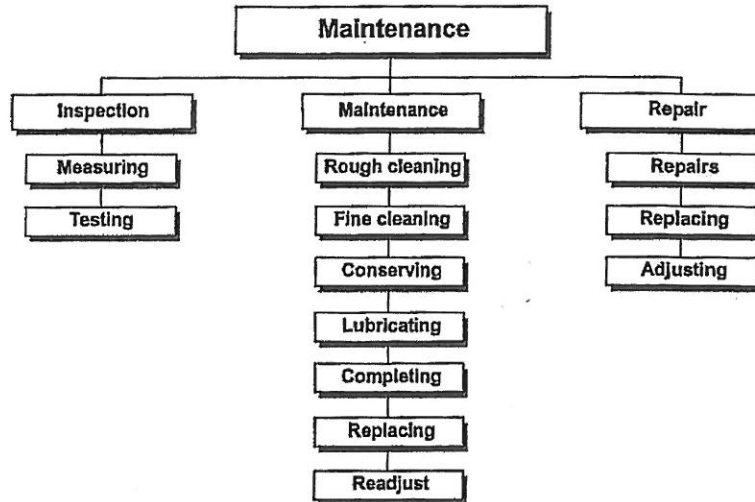 Maintenance
Inspection
Measuring
Testing
Maintenance
Rough cleaning
Fine cleaning
Conserving
Lubricating
Completing
Replacing
Readjust
Repair
Repairs
Replacing
Adjusting